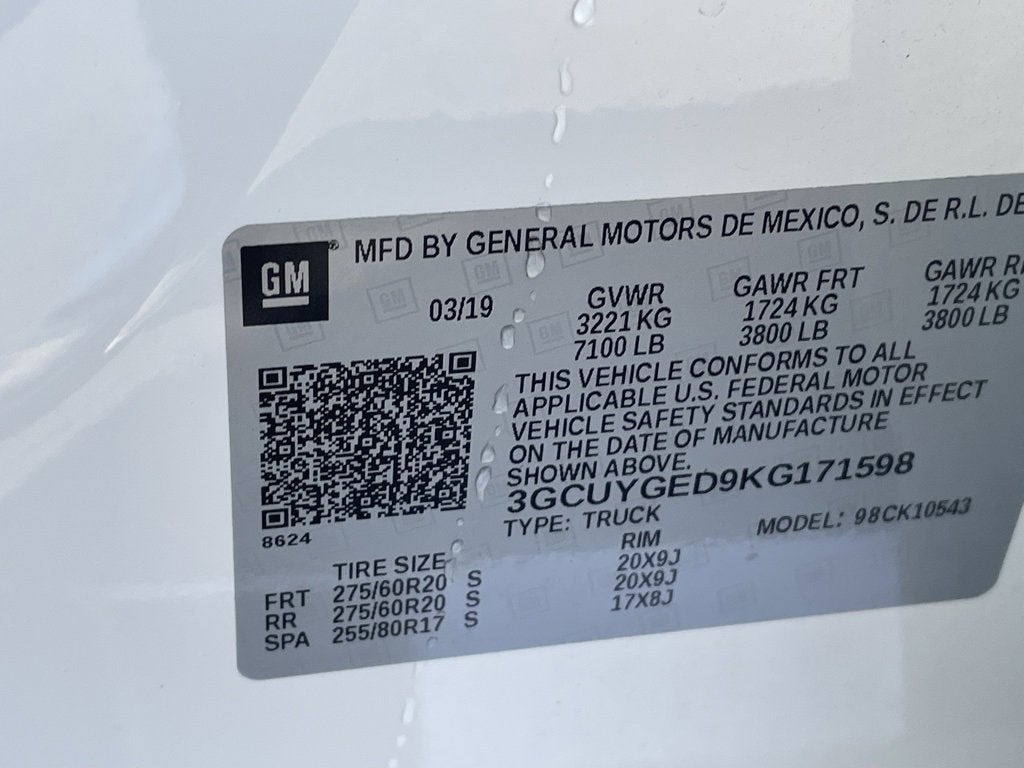 GM
MFD BY GENERAL MOTORS DE MEXICO, S. DE R.L. DE
03/19
GVWR
3221 KG
7100 LB
GAWR FRT
1724 KG
3800 LB
GAWR
1724 KG
3800 LB
THIS VEHICLE CONFORMS TO ALL
APPLICABLE U.S. FEDERAL MOTOR
VEHICLE SAFETY STANDARDS IN EFFECT
ON THE DATE OF MANUFACTURE
SHOWN ABOVE.
3GCUYGED9KG171598
TYPE: TRUCK MODEL: 98CK10543
8624
TIRE SIZE RIM
FRT 275/60R20 S 20X9J
RR 275/60R20 S 20X9J
SPA 255/80R17 S 17X8J